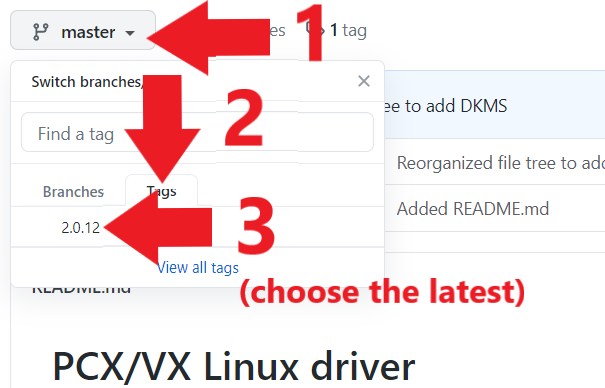 master
es
1 tag
1
Switch branches/
ee to add DKMS
2
Find a tag
Reorganized file tree to add
Branches
Tags
Added README.md
2.0.12
3
View all tags
(choose the latest)
README.md
PCX/VX Linux driver